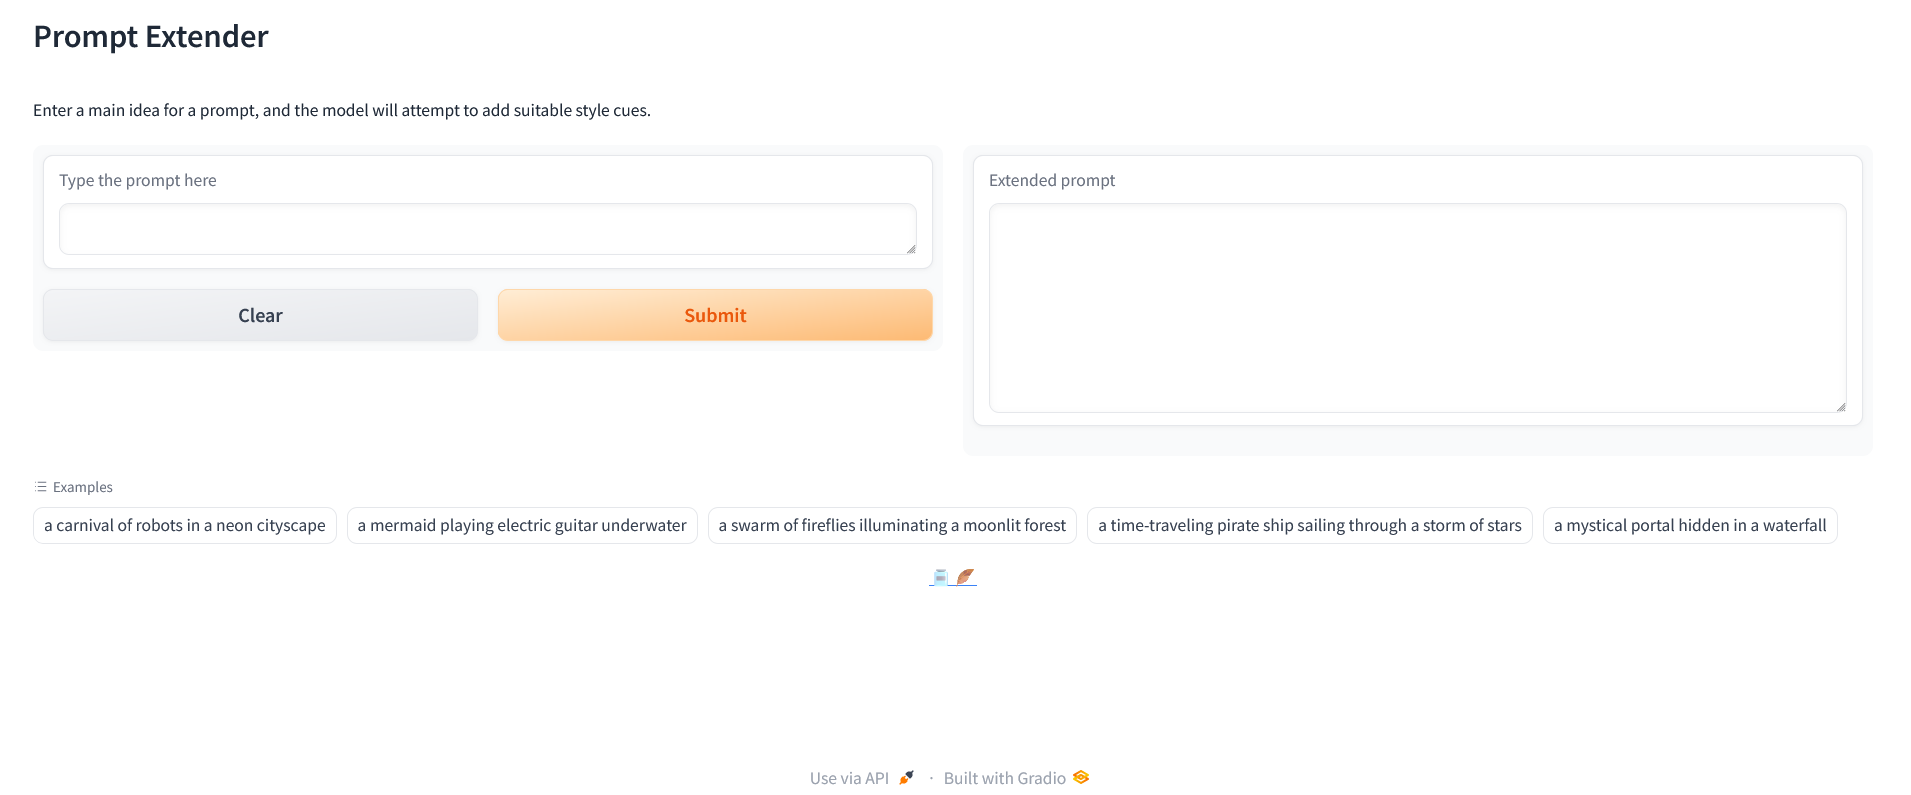 Prompt Extender
Enter a main idea for a prompt, and the model will attempt to add suitable style cues.
Type the prompt here
Clear
Submit
Extended prompt
Examples
a carnival of robots in a neon cityscape
a mermaid playing electric guitar underwater
a swarm of fireflies illuminating a moonlit forest
a time-traveling pirate ship sailing through a storm of stars
a mystical portal hidden in a waterfall
Use via API · Built with Gradio